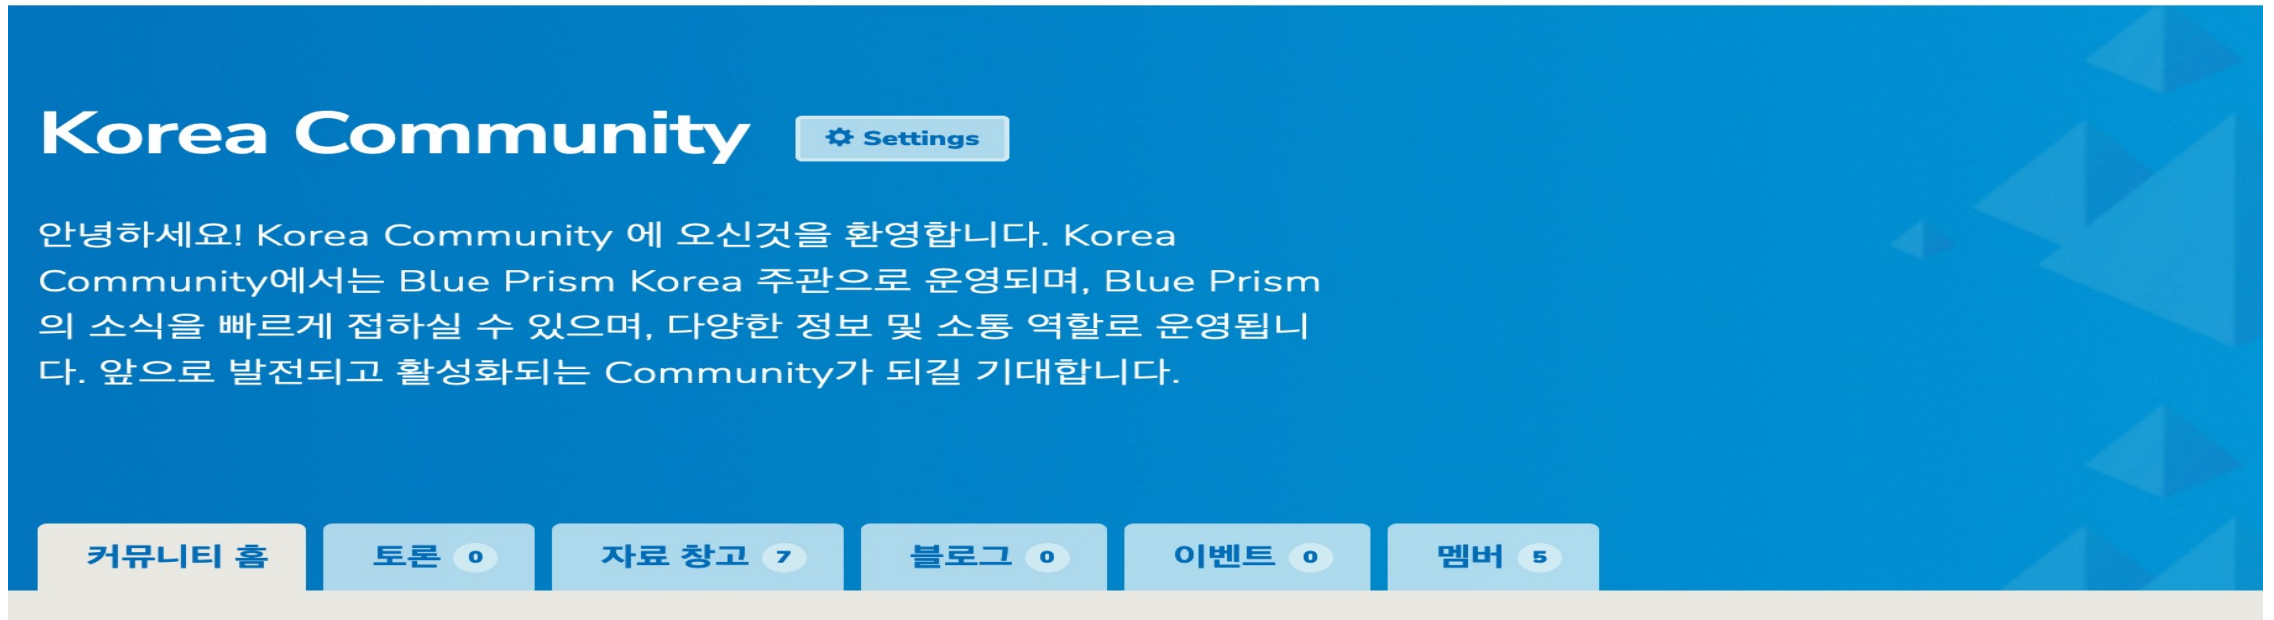 Korea Community
Settings
안녕하세요! Korea Community 에 오신것을 환영합니다. Korea
Community에서는 Blue Prism Korea 주관으로 운영되며, Blue Prism
의 소식을 빠르게 접하실 수 있으며, 다양한 정보 및 소통 역할로 운영됩니
다. 앞으로 발전되고 활성화되는 Community가 되길 기대합니다.
커뮤니티 홈 토론 0 자료 창고 7 블로그 0 이벤트 0 멤버 5